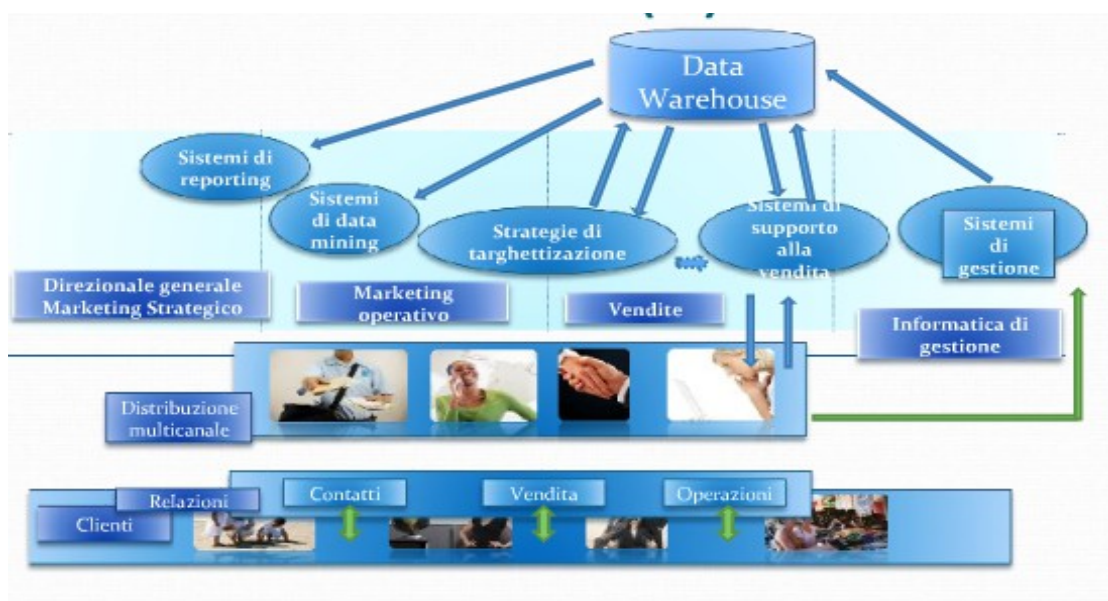 Data
Warehouse
Sistemi di
reporting
Sistemi
di data
mining
Strategie di
targhettizazione
Sistemi di
supporto
alla
vendita
Sistemi
di
gestione
Direzionale generale
Marketing Strategico
Marketing
operativo
Vendite
Informatica di
gestione
Distribuzione
multicanale
Relazioni
Contatti
Vendita
Operazioni
Clienti